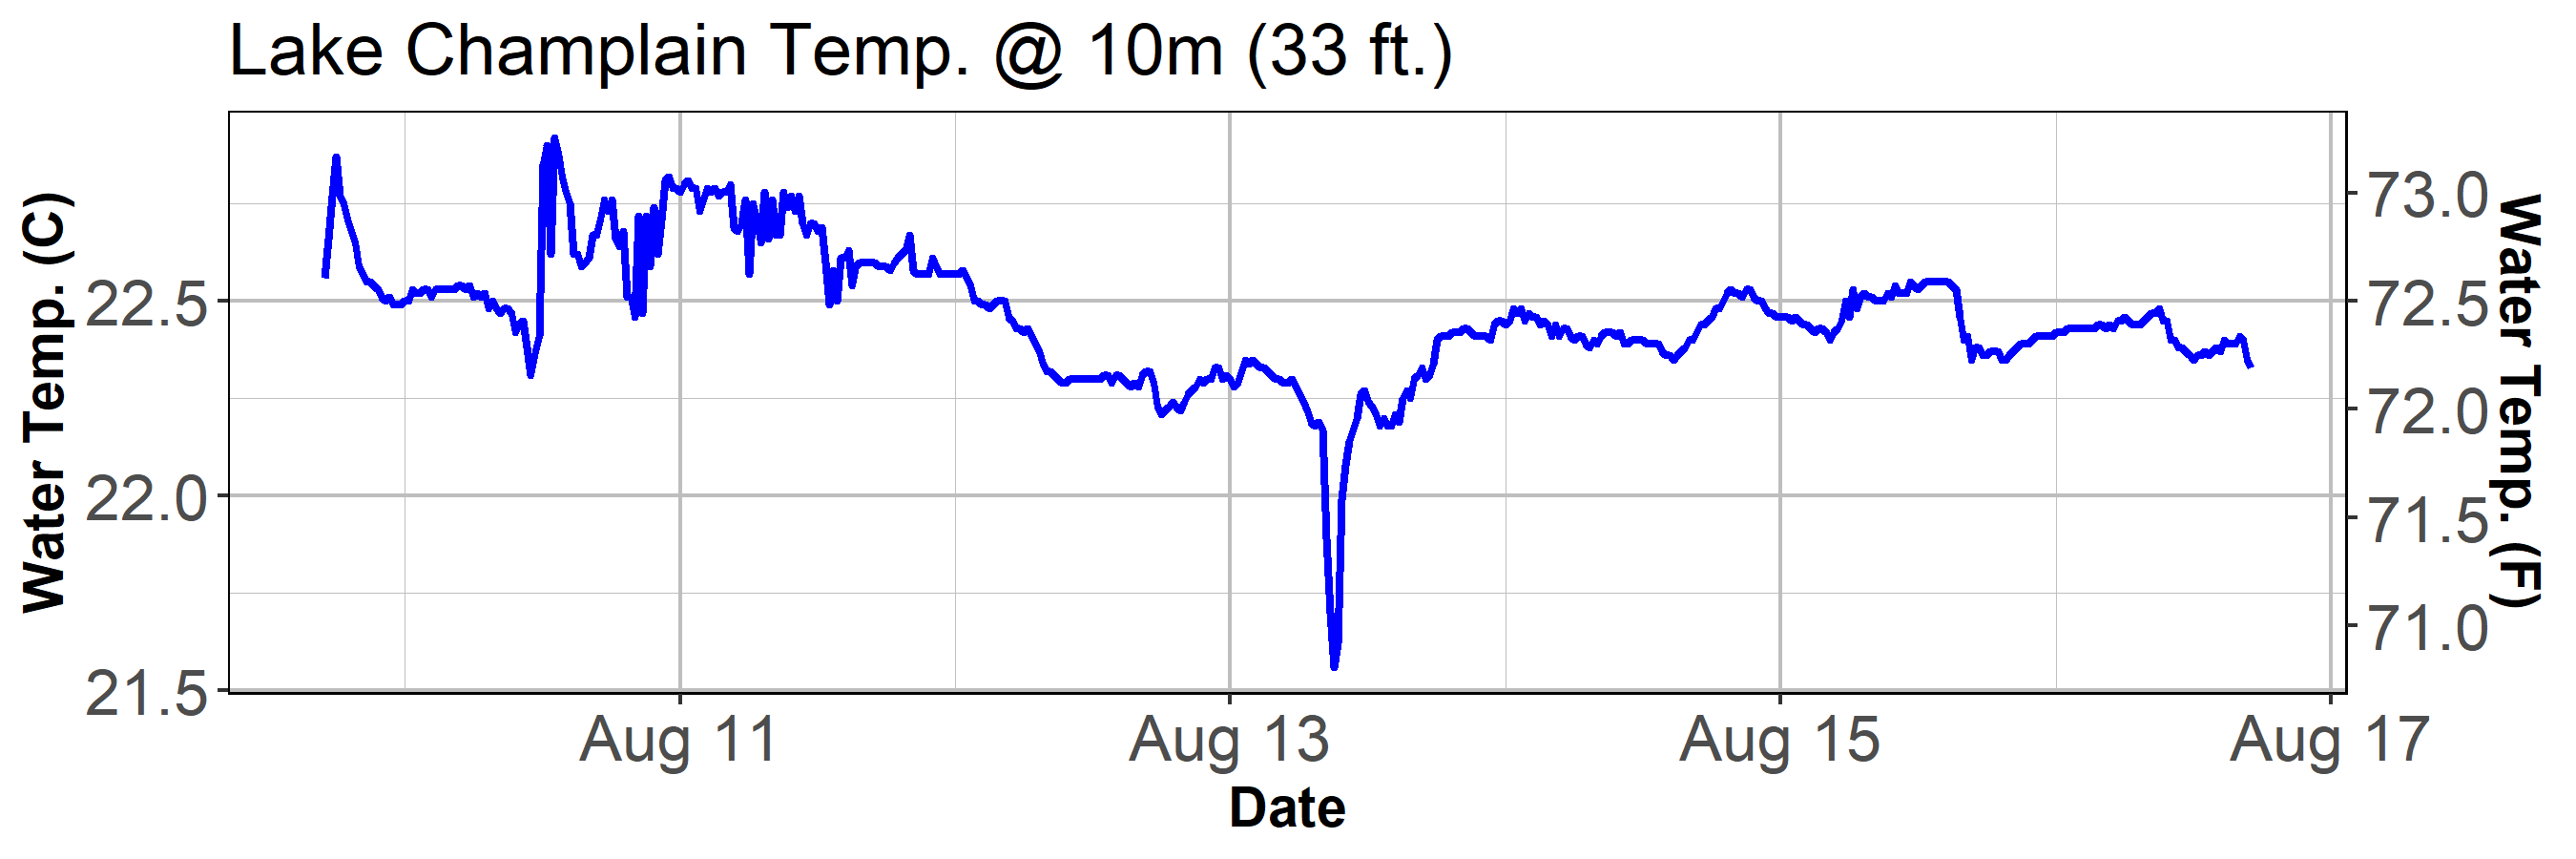 Lake Champlain Temp. @ 10m (33 ft.)
Water Temp. (C)
22.5
22.0
21.5
73.0
72.5
72.0
71.5
71.0
Water Temp. (F)
Aug 11
Aug 13
Aug 15
Aug 17
Date